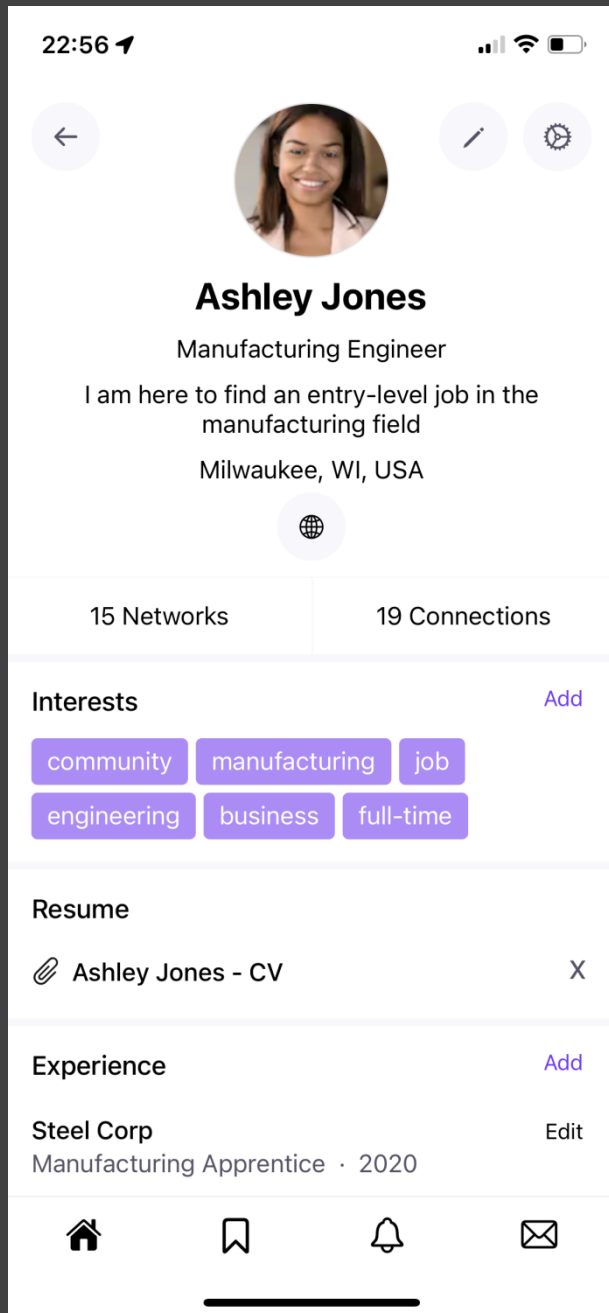 22:56
Ashley Jones
Manufacturing Engineer
I am here to find an entry-level job in the
manufacturing field
Milwaukee, WI, USA
15 Networks 19 Connections
Interests Add
community manufacturing job
engineering business full-time
Resume
Ashley Jones - CV X
Experience Add
Steel Corp Edit
Manufacturing Apprentice · 2020